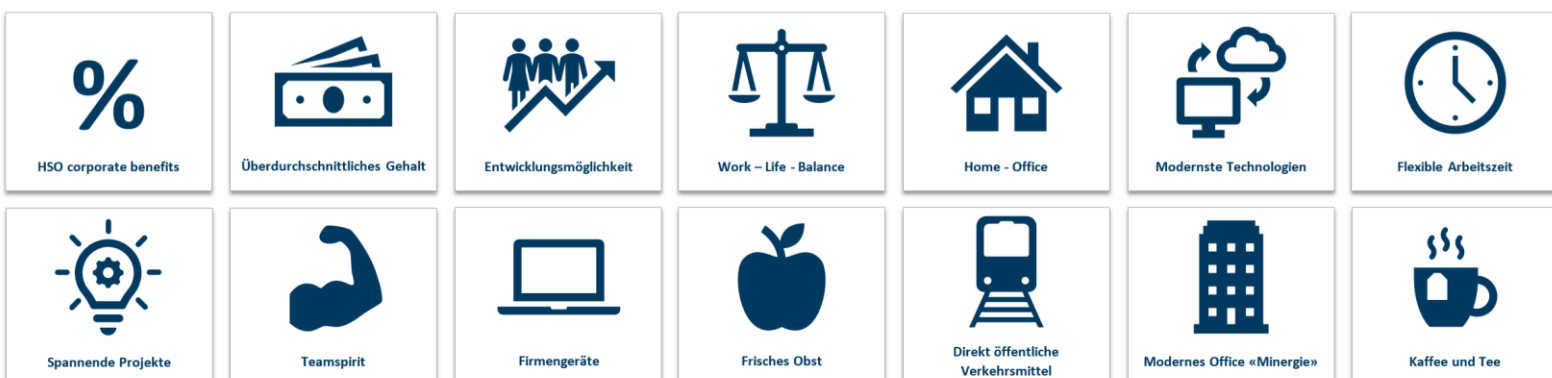 %
HSO corporate benefits
Überdurchschnittliches Gehalt
Entwicklungsmöglichkeit
Work – Life - Balance
Home - Office
Modernste Technologien
Flexible Arbeitszeit
Spannende Projekte
Teamspirit
Firmengeräte
Frisches Obst
Direkt öffentliche
Verkehrsmittel
Modernes Office «Minergie»
Kaffee und Tee